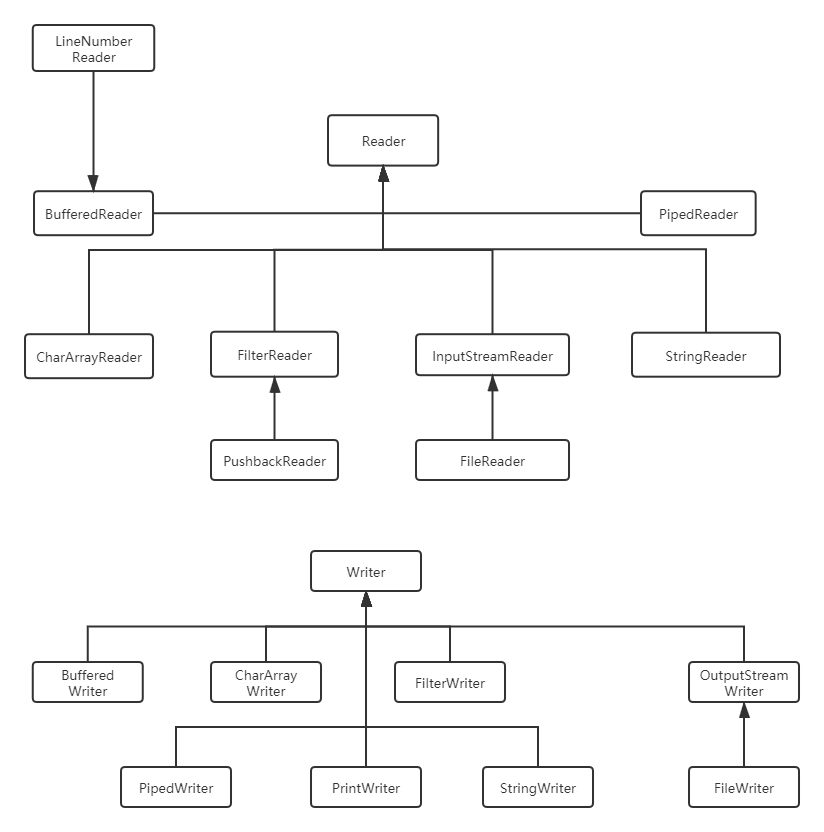 LineNumber
Reader
Reader
BufferedReader
PipedReader
CharArrayReader
FilterReader
InputStreamReader
StringReader
PushbackReader
FileReader
Writer
Buffered
Writer
CharArray
Writer
FilterWriter
OutputStream
Writer
PipedWriter
PrintWriter
StringWriter
FileWriter